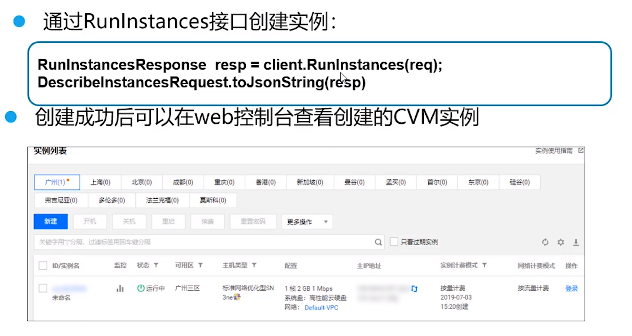 通过RunInstances接口创建实例：
RunInstancesResponse resp = client.RunInstances(req);
DescribeInstancesRequest.toJsonString(resp)
创建成功后可以在web控制台查看创建的CVM实例
实例列表 实例使用指南
广州(1) 上海(0) 北京(0) 成都(0) 重庆(0) 香港(0) 新加坡(0) 曼谷(0) 孟买(0) 首尔(0) 东京(0) 硅谷(0)
弗吉尼亚(0) 多伦多(0) 法兰克福(0) 莫斯科(0)
新建 开机 关机 重启 续费 重置密码 更多操作
只看过期实例
ID/实例名 监控 状态 可用区 主机类型 配置 主IP地址 实例计费模式 网络计费模式 操作
运行中 广州三区 标准网络优化型SN 1核 2 GB 1 Mbps 按量计费 按流量计费 登录
未命名 3ne 系统盘：高性能云硬盘 2019-07-03
网络：Default VPC 15:20创建